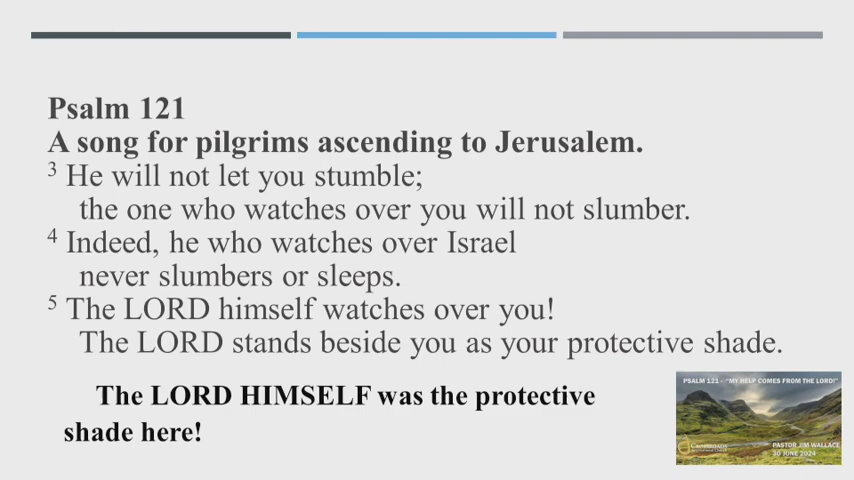 Psalm 121
A song for pilgrims ascending to Jerusalem.
3 He will not let you stumble;
the one who watches over you will not slumber.
4 Indeed, he who watches over Israel
never slumbers or sleeps.
5 The LORD himself watches over you!
The LORD stands beside you as your protective shade.
The LORD HIMSELF was the protective
shade here!
PSALM 121 - "MY HELP COMES FROM THE LORD!"
CROSSROADS
PASTOR JIM WALLACE
30 JUNE 2024